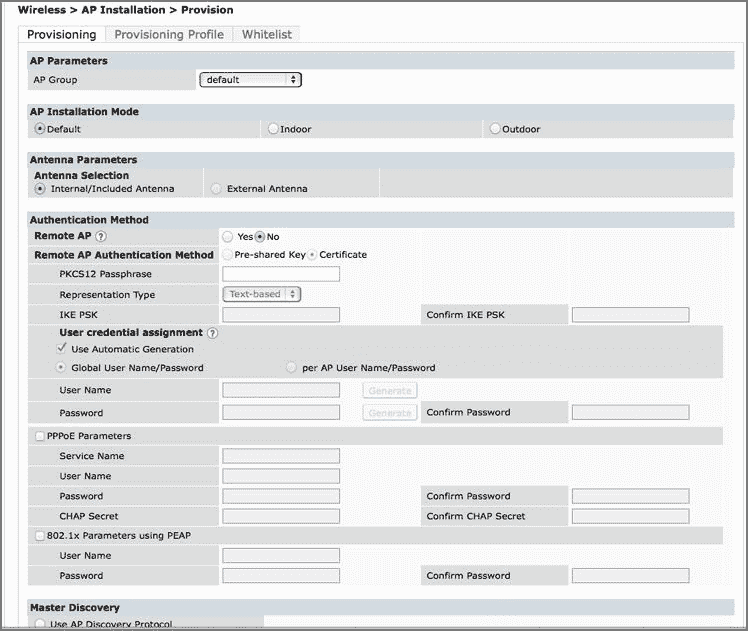 Wireless > AP Installation > Provision
Provisioning Provisioning Profile Whitelist
AP Parameters
AP Group default
AP Installation Mode
Default Indoor Outdoor
Antenna Parameters
Antenna Selection
Internal/Included Antenna External Antenna
Authentication Method
Remote AP ? Yes No
Remote AP Authentication Method Pre-shared Key Certificate
PKCS12 Passphrase
Representation Type Text-based
IKE PSK Confirm IKE PSK
User credential assignment ?
Use Automatic Generation
Global User Name/Password per AP User Name/Password
User Name Generate
Password Generate Confirm Password
PPPoE Parameters
Service Name
User Name
Password Confirm Password
CHAP Secret Confirm CHAP Secret
802.1x Parameters using PEAP
User Name
Password Confirm Password
Master Discovery
Use AP Discovery Protocol